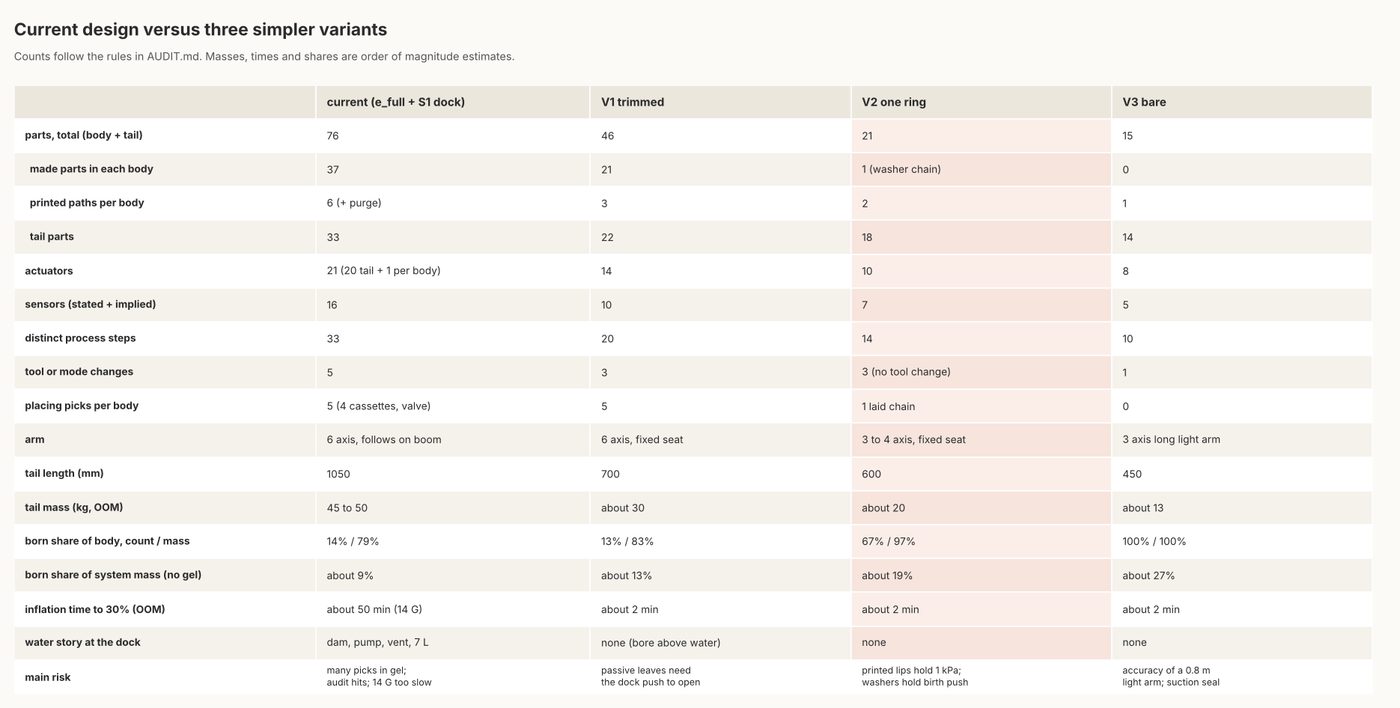 Current design versus three simpler variants
Counts follow the rules in AUDIT.md. Masses, times and shares are order of magnitude estimates.
current (e_full + S1 dock) V1 trimmed V2 one ring V3 bare
parts, total (body + tail) 76 46 21 15
made parts in each body 37 21 1 (washer chain) 0
printed paths per body 6 (+ purge) 3 2 1
tail parts 33 22 18 14
actuators 21 (20 tail + 1 per body) 14 10 8
sensors (stated + implied) 16 10 7 5
distinct process steps 33 20 14 10
tool or mode changes 5 3 3 (no tool change) 1
placing picks per body 5 (4 cassettes, valve) 5 1 laid chain 0
arm 6 axis, follows on boom 6 axis, fixed seat 3 to 4 axis, fixed seat 3 axis long light arm
tail length (mm) 1050 700 600 450
tail mass (kg, OOM) 45 to 50 about 30 about 20 about 13
born share of body, count / mass 14% / 79% 13% / 83% 67% / 97% 100% / 100%
born share of system mass (no gel) about 9% about 13% about 19% about 27%
inflation time to 30% (OOM) about 50 min (14 G) about 2 min about 2 min about 2 min
water story at the dock dam, pump, vent, 7 L none (bore above water) none none
main risk many picks in gel; passive leaves need printed lips hold 1 kPa; accuracy of a 0.8 m
audit hits; 14 G too slow the dock push to open washers hold birth push light arm; suction seal